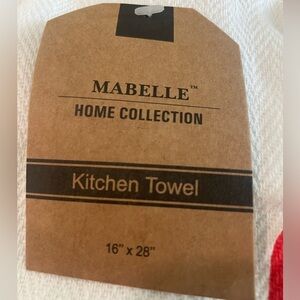 MABELLE™
HOME COLLECTION
Kitchen Towel
16" x 28"